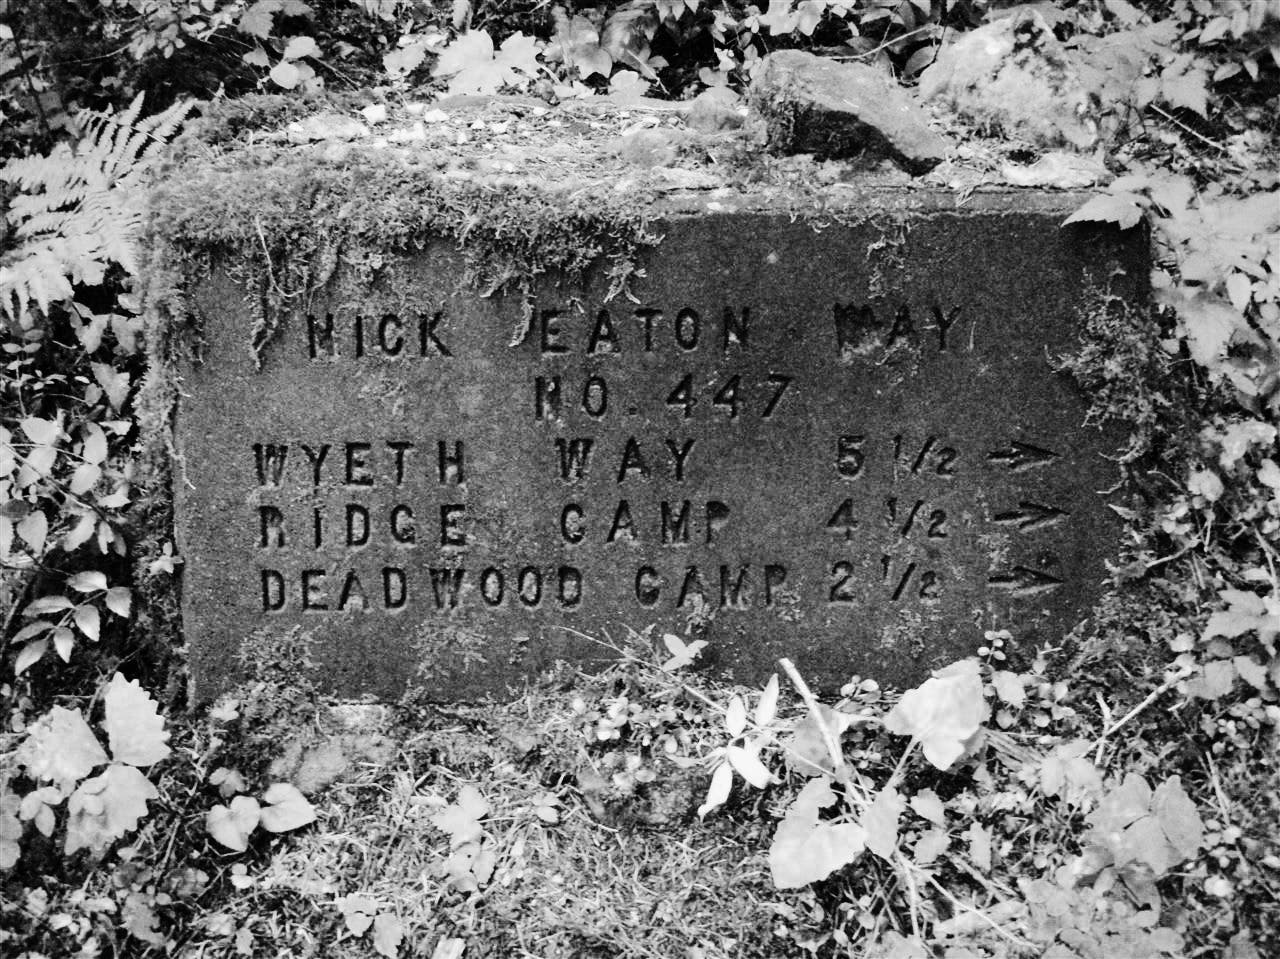 NICK EATON WAY
NO. 447
WYETH WAY 5 1/2 →
RIDGE CAMP 4 1/2 →
DEADWOOD CAMP 2 1/2 →